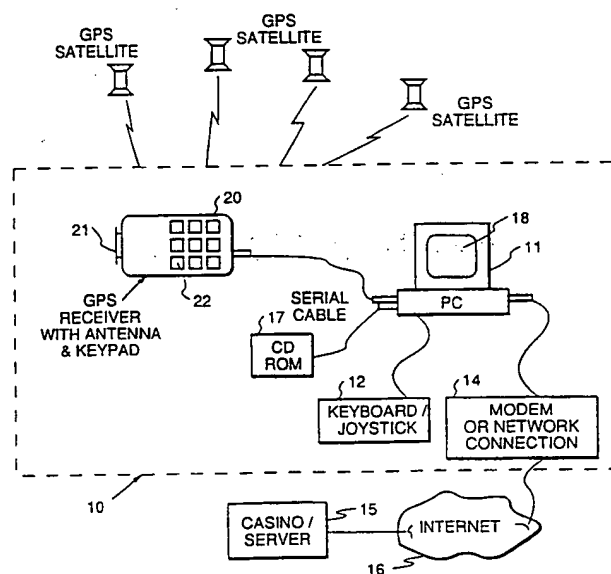 GPS
SATELLITE
GPS
SATELLITE
GPS
SATELLITE
GPS
SATELLITE
20
21
22
GPS
RECEIVER
WITH ANTENNA
& KEYPAD
18
11
SERIAL
CABLE
PC
17
CD
ROM
12
KEYBOARD /
JOYSTICK
14
MODEM
OR NETWORK
CONNECTION
10
CASINO /
SERVER
15
INTERNET
16